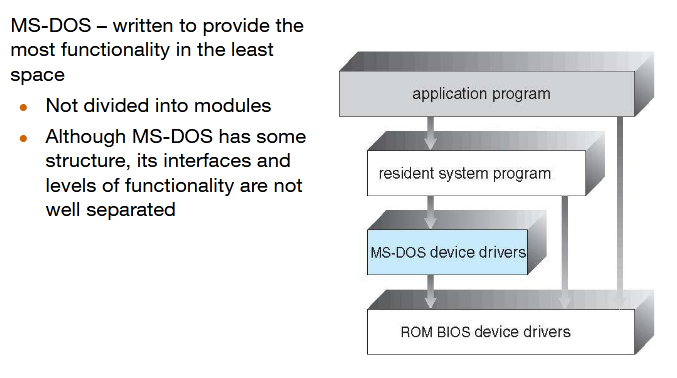 MS-DOS – written to provide the
most functionality in the least
space
● Not divided into modules
● Although MS-DOS has some
structure, its interfaces and
levels of functionality are not
well separated
application program
resident system program
MS-DOS device drivers
ROM BIOS device drivers